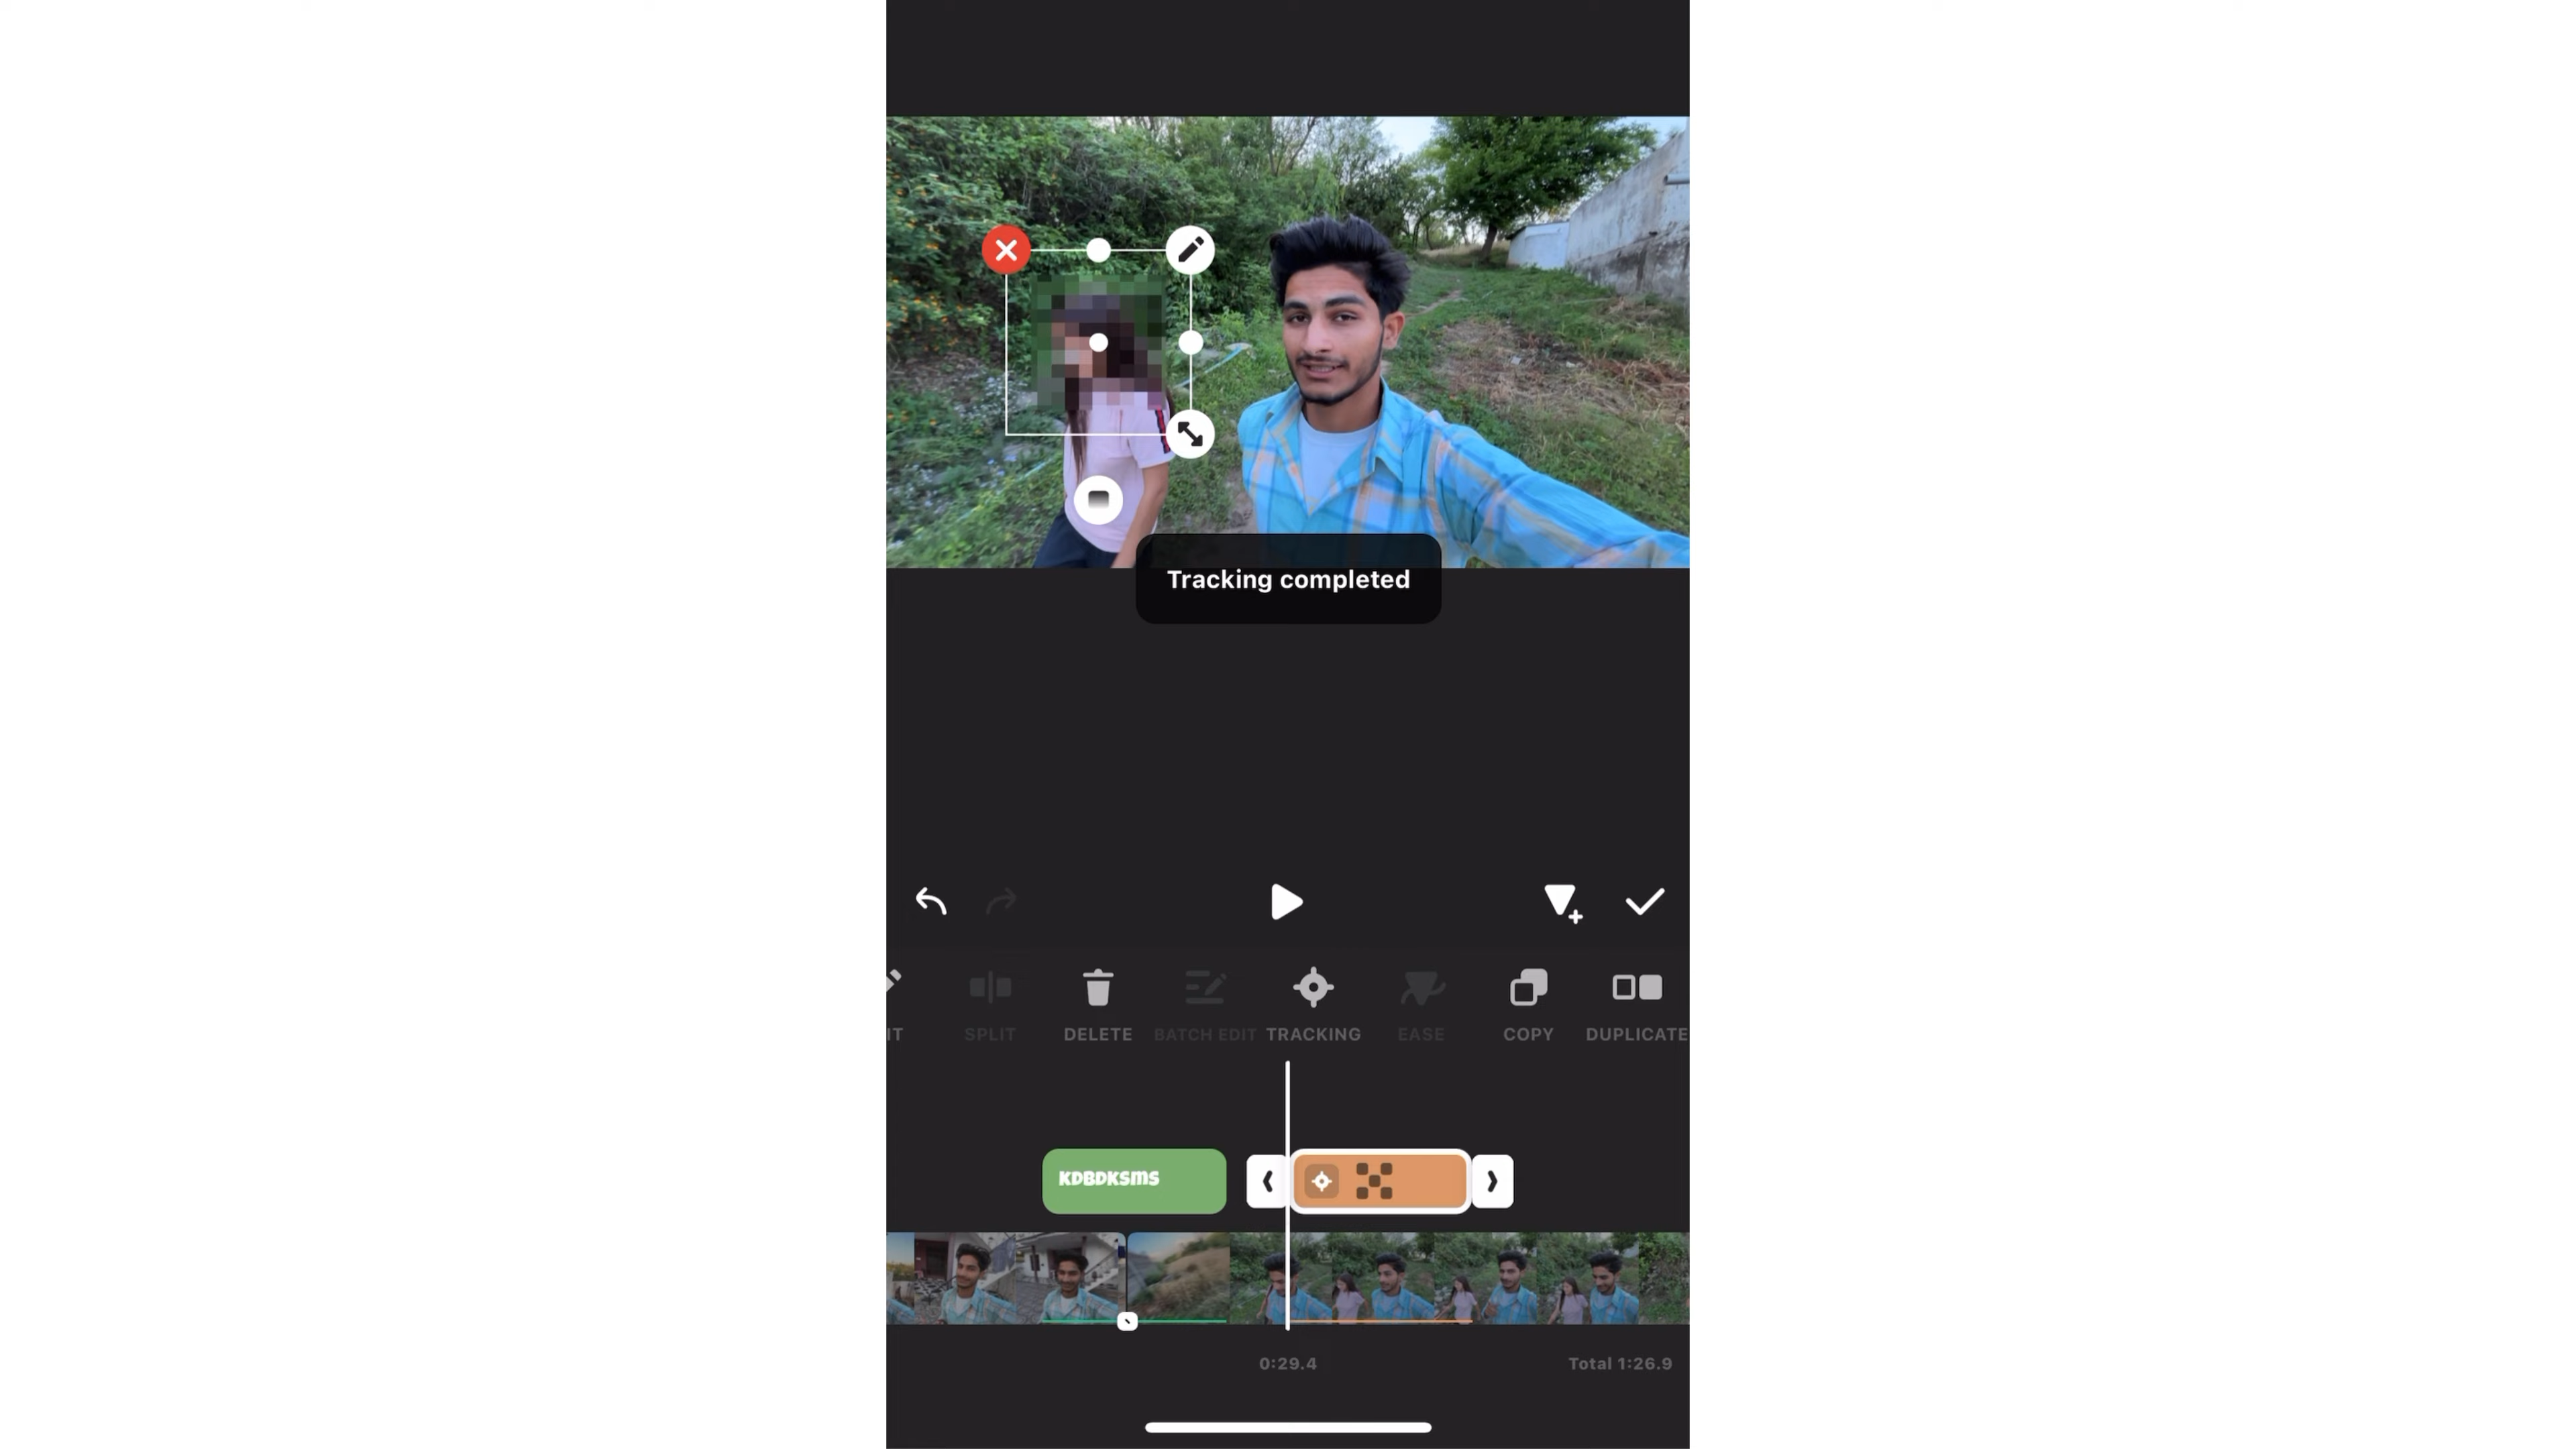 Tracking completed
IT SPLIT DELETE BATCH EDIT TRACKING EASE COPY DUPLICATE
KDBDKSMS
0:29.4 Total 1:26.9